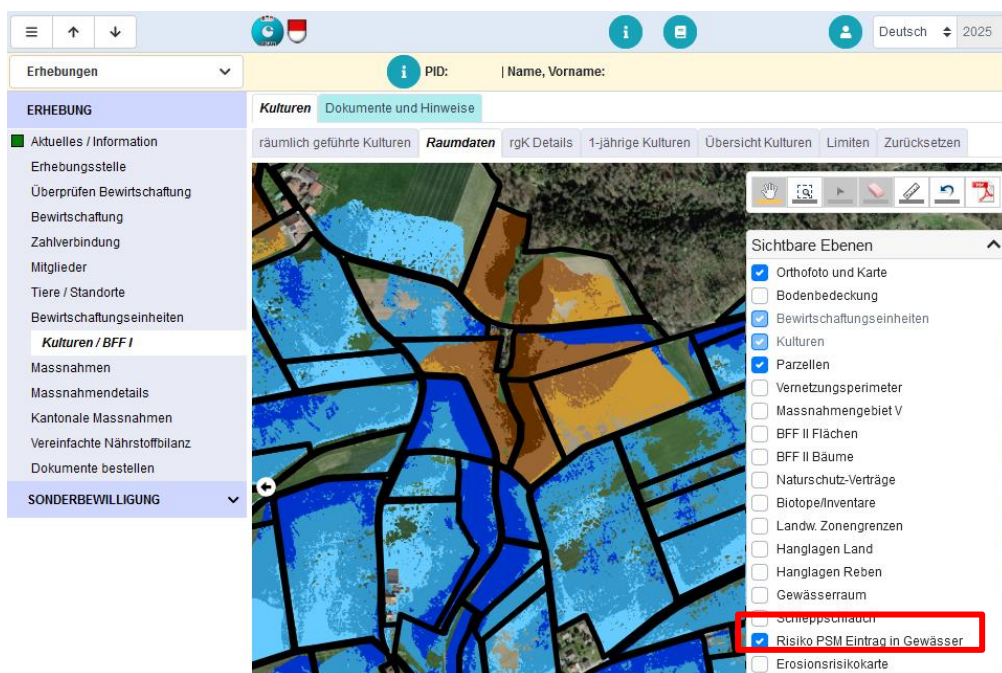 Deutsch
2025
Erhebungen
PID: | Name, Vorname:
ERHEBUNG
Aktuelles / Information
Erhebungsstelle
Überprüfen Bewirtschaftung
Bewirtschaftung
Zahlverbindung
Mitglieder
Tiere / Standorte
Bewirtschaftungseinheiten
Kulturen / BFF I
Massnahmen
Massnahmendetails
Kantonale Massnahmen
Vereinfachte Nährstoffbilanz
Dokumente bestellen
SONDERBEWILLIGUNG
Kulturen
Dokumente und Hinweise
räumlich geführte Kulturen
Raumdaten
rgK Details
1-jährige Kulturen
Übersicht Kulturen
Limiten
Zurücksetzen
Sichtbare Ebenen
Orthofoto und Karte
Bodenbedeckung
Bewirtschaftungseinheiten
Kulturen
Parzellen
Vernetzungsperimeter
Massnahmengebiet V
BFF II Flächen
BFF II Bäume
Naturschutz-Verträge
Biotope/Inventare
Landw. Zonengrenzen
Hanglagen Land
Hanglagen Reben
Gewässerraum
Schleppschlauch
Risiko PSM Eintrag in Gewässer
Erosionsrisikokarte